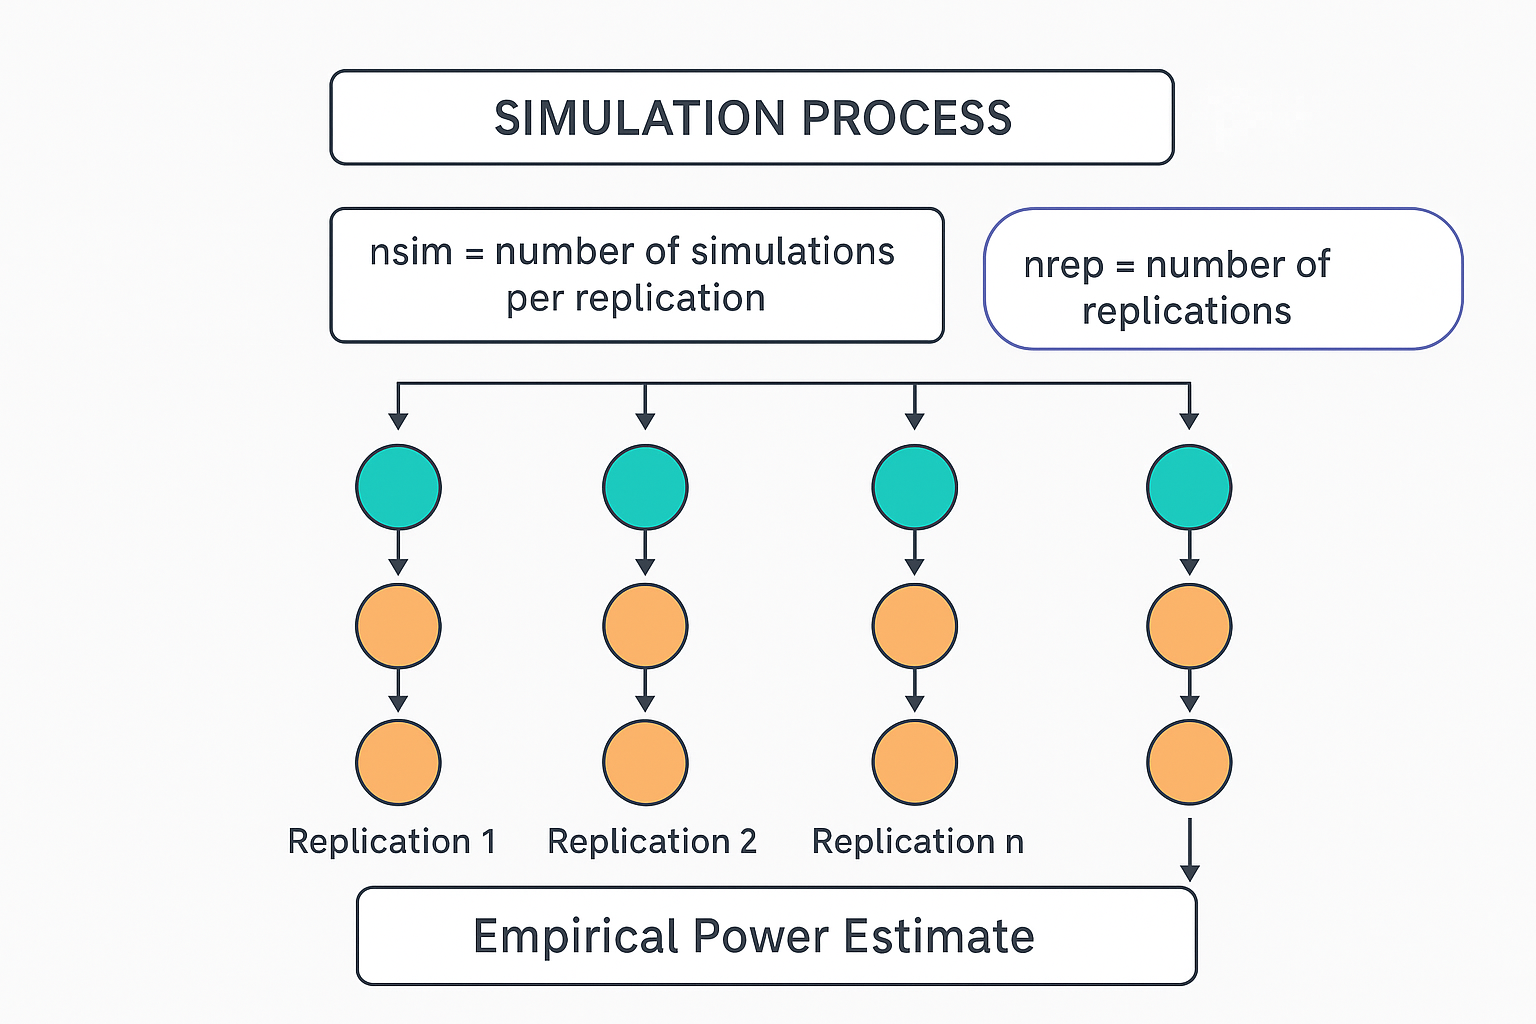 SIMULATION PROCESS
nsim = number of simulations
per replication
nrep = number of
replications
Replication 1
Replication 2
Replication n
Empirical Power Estimate